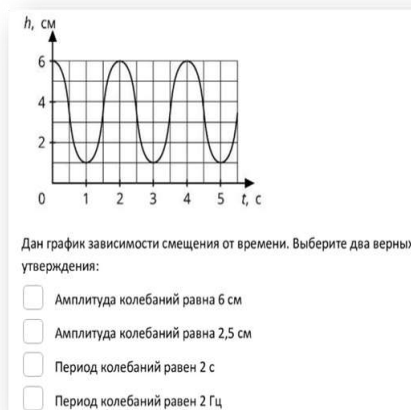 h, см
6
4
2
0 1 2 3 4 5 t, с
Дан график зависимости смещения от времени. Выберите два верных
утверждения:
Амплитуда колебаний равна 6 см
Амплитуда колебаний равна 2,5 см
Период колебаний равен 2 с
Период колебаний равен 2 Гц